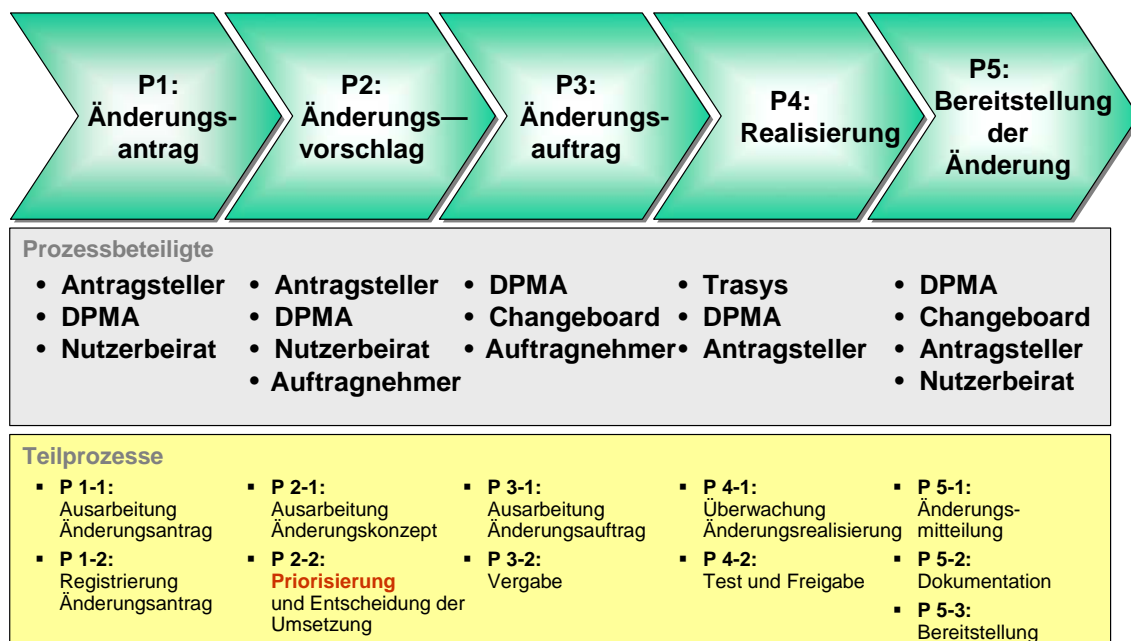 P1:
Änderungs-
antrag
P2:
Änderungs—
vorschlag
P3:
Änderungs-
auftrag
P4:
Realisierung
P5:
Bereitstellung
der
Änderung
Prozessbeteiligte
• Antragsteller
• DPMA
• Nutzerbeirat
• Antragsteller
• DPMA
• Nutzerbeirat
• Auftragnehmer
• DPMA
• Changeboard
• Auftragnehmer
• Trasys
• DPMA
• Antragsteller
• DPMA
• Changeboard
• Antragsteller
• Nutzerbeirat
Teilprozesse
▪ P 1-1:
Ausarbeitung
Änderungsantrag
▪ P 1-2:
Registrierung
Änderungsantrag
▪ P 2-1:
Ausarbeitung
Änderungskonzept
▪ P 2-2:
Priorisierung
und Entscheidung der
Umsetzung
▪ P 3-1:
Ausarbeitung
Änderungsauftrag
▪ P 3-2:
Vergabe
▪ P 4-1:
Überwachung
Änderungsrealisierung
▪ P 4-2:
Test und Freigabe
▪ P 5-1:
Änderungs-
mitteilung
▪ P 5-2:
Dokumentation
▪ P 5-3:
Bereitstellung